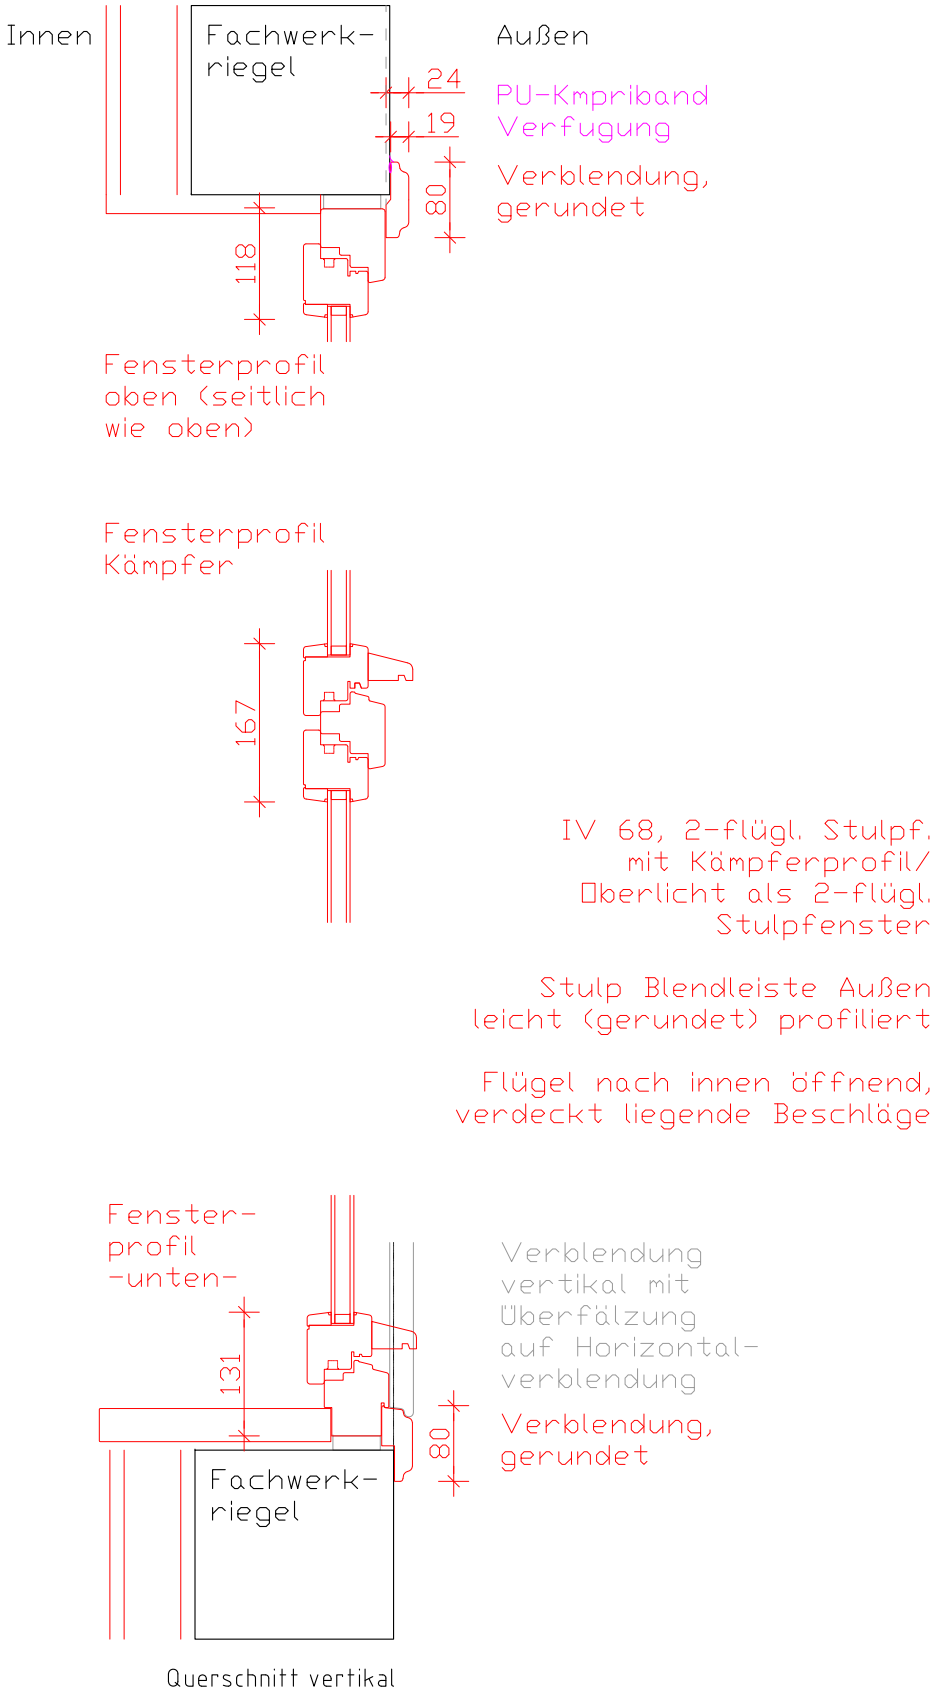 Innen
Fachwerk-
riegel
Außen
24
PU-Kmpriband
Verfugung
19
Verblendung,
gerundet
80
118
Fensterprofil
oben (seitlich
wie oben)
Fensterprofil
Kämpfer
167
IV 68, 2-flügl. Stulpf.
mit Kämpferprofil/
Oberlicht als 2-flügl.
Stulpfenster
Stulp Blendleiste Außen
leicht (gerundet) profiliert
Flügel nach innen öffnend,
verdeckt liegende Beschläge
Fenster-
profil
-unten-
131
Verblendung
vertikal mit
Überfälzung
auf Horizontal-
verblendung
Verblendung,
gerundet
80
Fachwerk-
riegel
Querschnitt vertikal